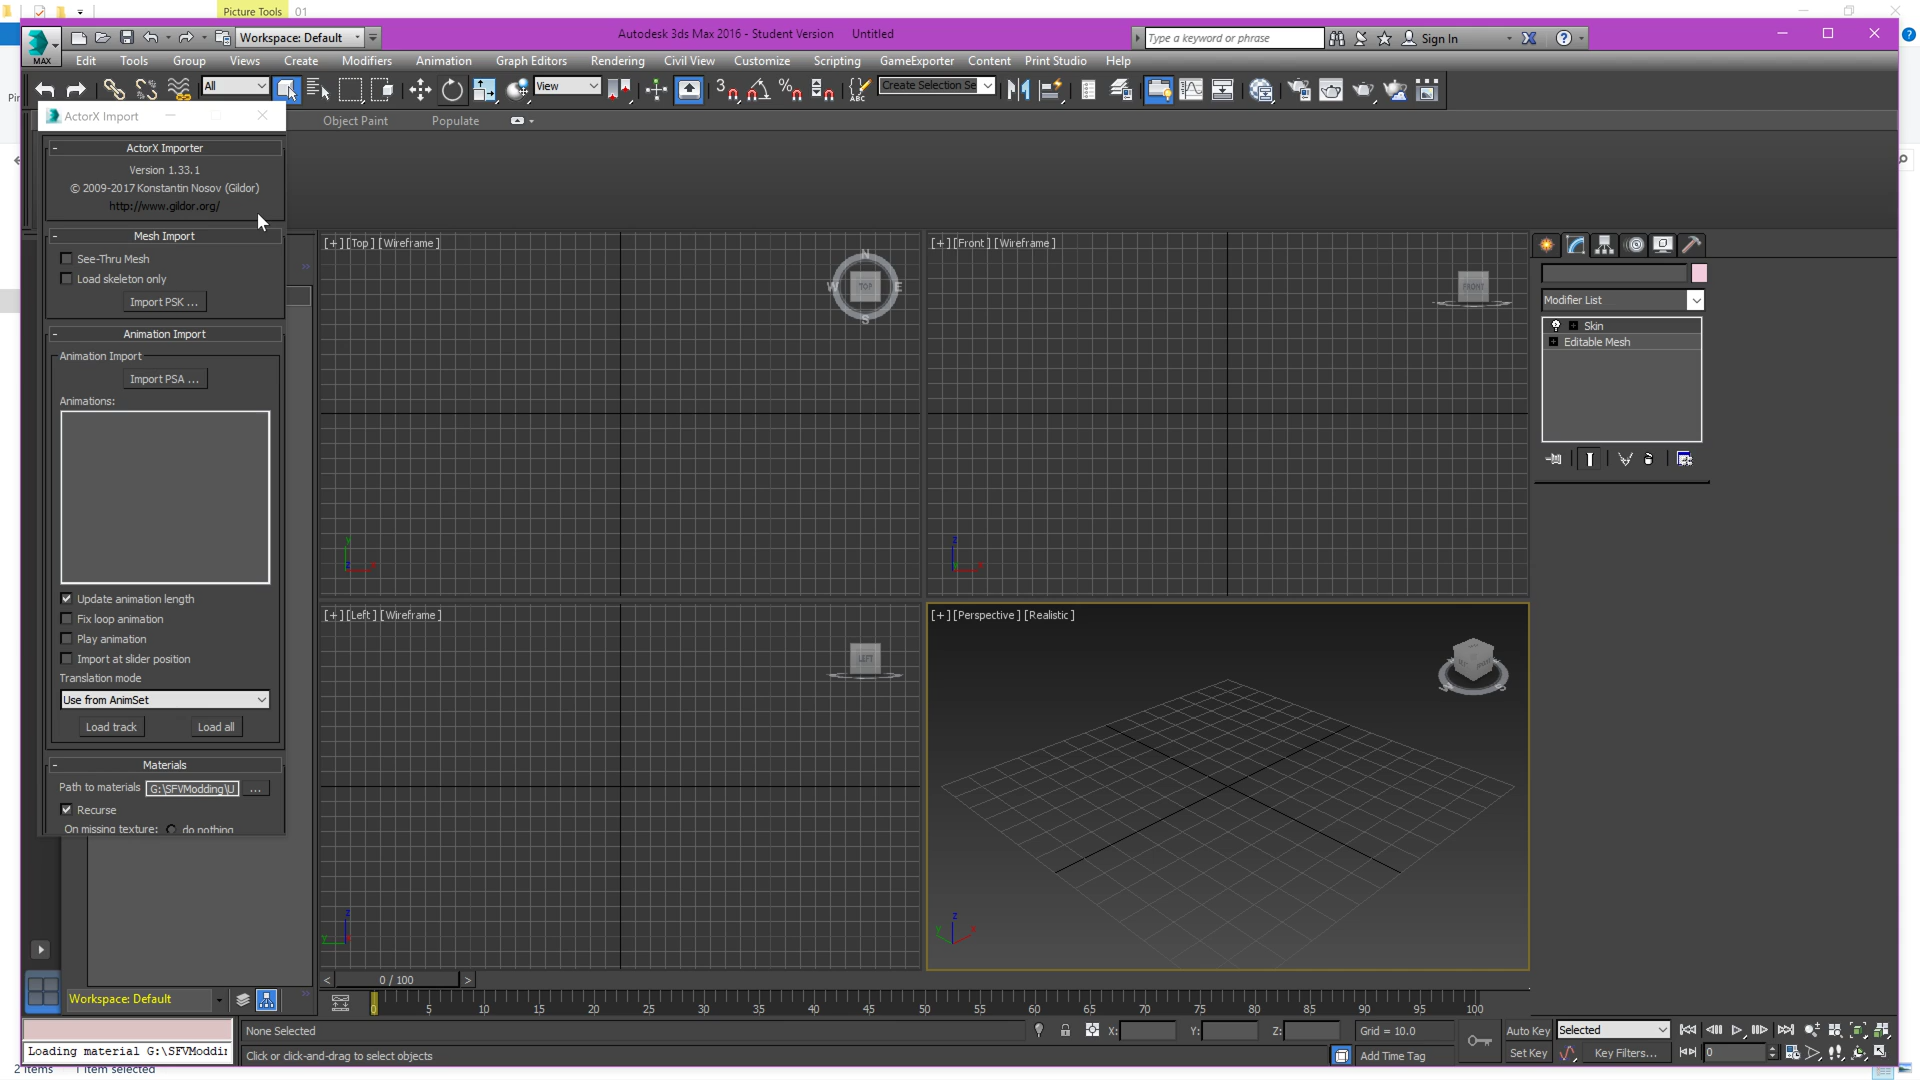 Picture Tools 01
MAX
Workspace: Default
Autodesk 3ds Max 2016 - Student Version Untitled
Type a keyword or phrase
Sign In
Edit Tools Group Views Create Modifiers Animation Graph Editors Rendering Civil View Customize Scripting GameExporter Content Print Studio Help
All
View
3
ABC
Create Selection Se
ActorX Import
Object Paint Populate
ActorX Importer
Version 1.33.1
© 2009-2017 Konstantin Nosov (Gildor)
http://www.gildor.org/
Mesh Import
See-Thru Mesh
Load skeleton only
Import PSK ...
Animation Import
Animation Import
Import PSA ...
Animations:
Update animation length
Fix loop animation
Play animation
Import at slider position
Translation mode
Use from AnimSet
Load track Load all
Materials
Path to materials G:\SFVModding\U ...
Recurse
On missing texture: do nothing
[+][Top][Wireframe]
N
W TOP E
S
[+][Front][Wireframe]
FRONT
[+][Left][Wireframe]
LEFT
[+][Perspective][Realistic]
Modifier List
Skin
Editable Mesh
< 0 / 100 >
0 5 10 15 20 25 30 35 40 45 50 55 60 65 70 75 80 85 90 95 100
Workspace: Default
None Selected
X: Y: Z: Grid = 10.0
Auto Key Selected
Loading material G:\SFVModdin
Click or click-and-drag to select objects
Add Time Tag
Set Key Key Filters... 0
2 items 1 item selected